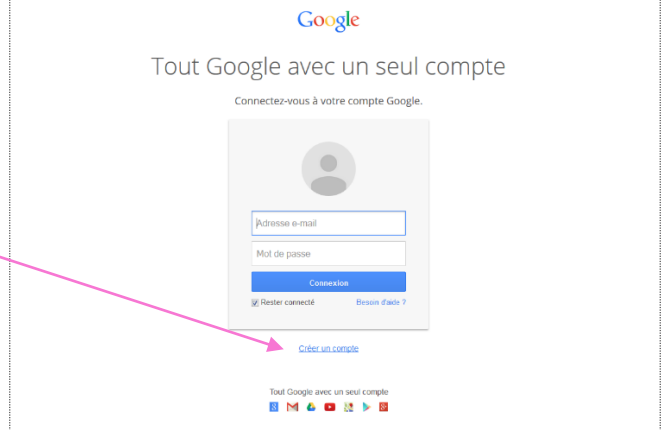 Google
Tout Google avec un seul compte
Connectez-vous à votre compte Google.
Adresse e-mail
Mot de passe
Connexion
Rester connecté Besoin d'aide ?
Créer un compte
Tout Google avec un seul compte